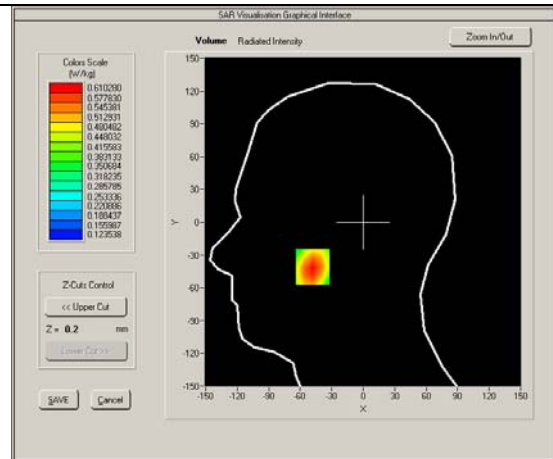 SAR Visualisation Graphical Interface
Volume Radiated Intensity
Zoom In/Out
Colors Scale
(W/kg)
0.610280
0.577830
0.545381
0.512931
0.480482
0.448032
0.415583
0.383133
0.350684
0.318235
0.285785
0.253336
0.220886
0.188437
0.155987
0.123538
Z-Cuts Control
<< Upper Cut
Z = 0.2 mm
Lower Cut >>
SAVE
Cancel
150
120
90
60
30
0
-30
-60
-90
-120
-150
Y
-150 -120 -90 -60 -30 0 30 60 90 120 150
X